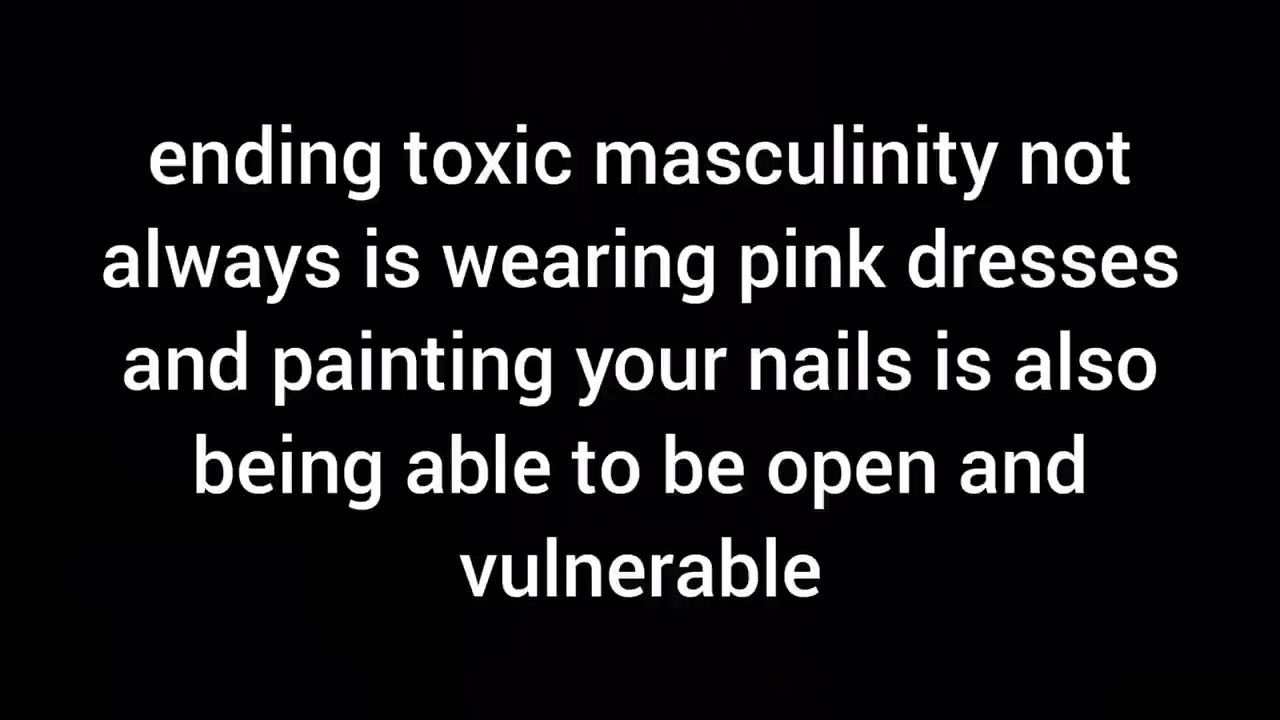 ending toxic masculinity not
always is wearing pink dresses
and painting your nails is also
being able to be open and
vulnerable